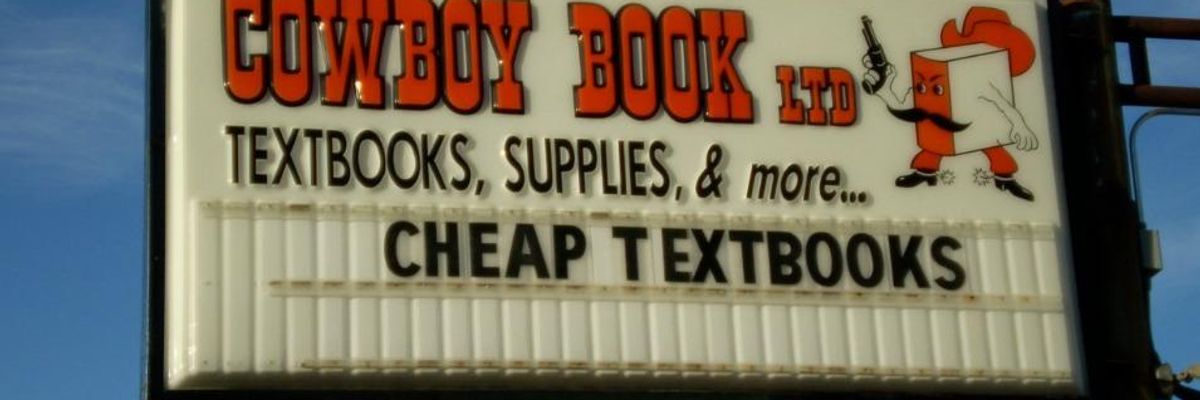 COWBOY BOOK LTD
TEXTBOOKS, SUPPLIES, & more...
CHEAP TEXTBOOKS